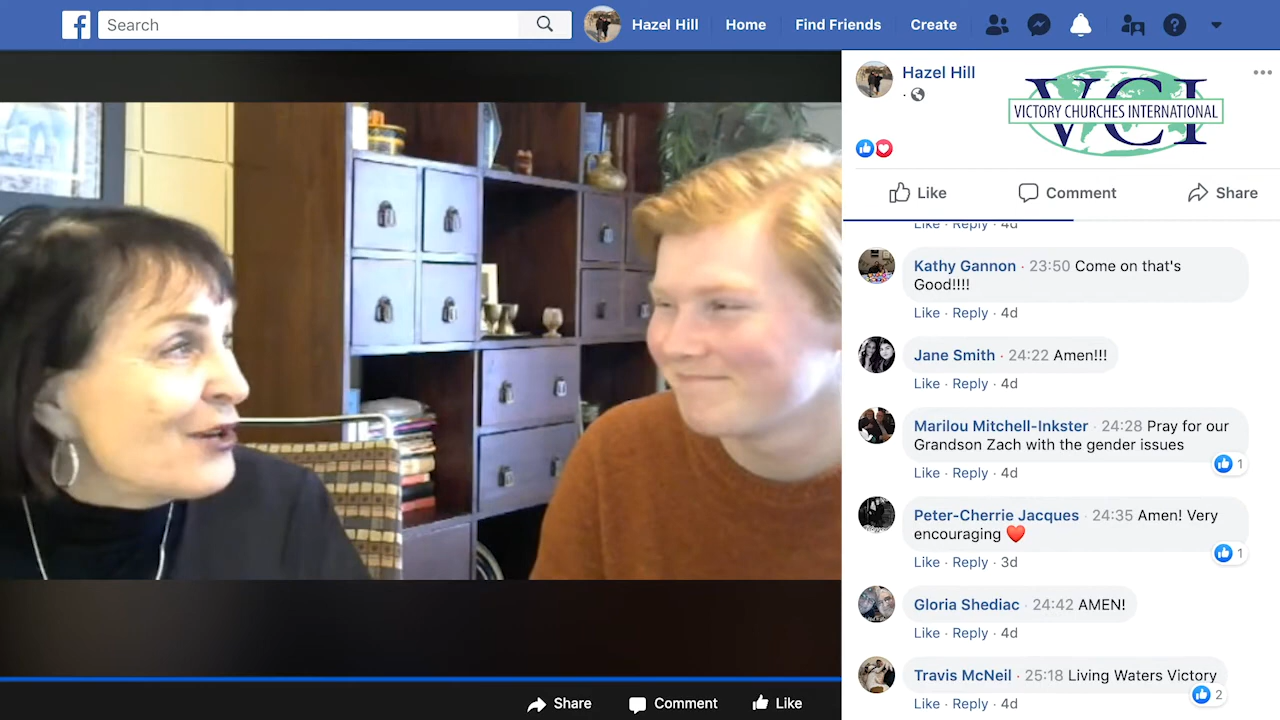 Search
Hazel Hill
Home
Find Friends
Create
Hazel Hill
VCI
VICTORY CHURCHES INTERNATIONAL
Like
Comment
Share
Like · Reply · 4d
Kathy Gannon · 23:50 Come on that's
Good!!!!
Like · Reply · 4d
Jane Smith · 24:22 Amen!!!
Like · Reply · 4d
Marilou Mitchell-Inkster · 24:28 Pray for our
Grandson Zach with the gender issues
1
Like · Reply · 4d
Peter-Cherrie Jacques · 24:35 Amen! Very
encouraging ❤️
1
Like · Reply · 3d
Gloria Shediac · 24:42 AMEN!
Like · Reply · 4d
Travis McNeil · 25:18 Living Waters Victory
2
Like · Reply · 4d
Share
Comment
Like